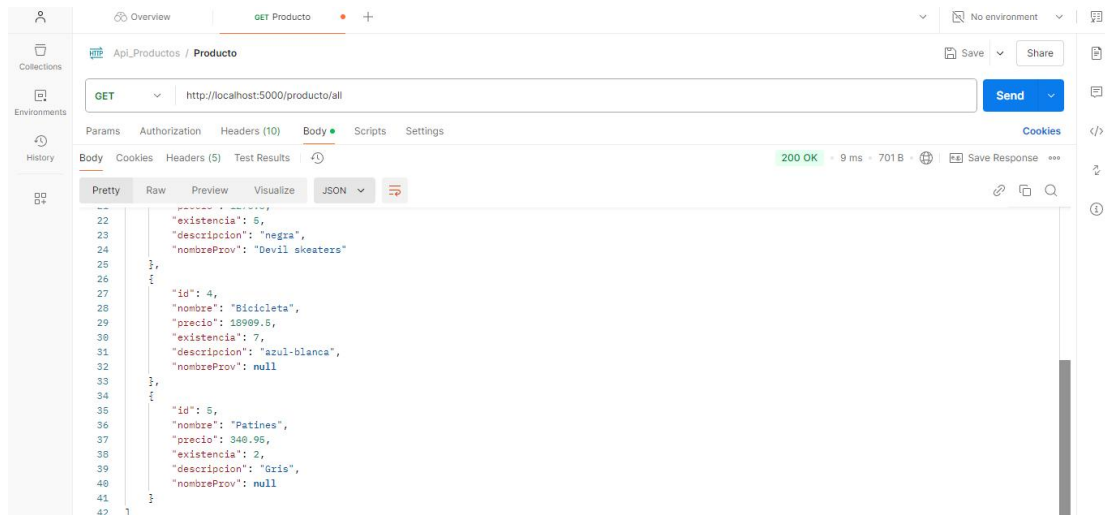 Overview
GET Producto
No environment
Collections
Environments
History
HTTP Api_Productos / Producto
Save
Share
GET http://localhost:5000/producto/all
Send
Params Authorization Headers (10) Body Scripts Settings
Cookies
Body Cookies Headers (5) Test Results
200 OK 9 ms 701 B
e.g. Save Response
Pretty Raw Preview Visualize JSON
22 "existencia": 5,
23 "descripcion": "negra",
24 "nombreProv": "Devil skeaters"
25 },
26 {
27 "id": 4,
28 "nombre": "Bicicleta",
29 "precio": 18909.5,
30 "existencia": 7,
31 "descripcion": "azul-blanca",
32 "nombreProv": null
33 },
34 {
35 "id": 5,
36 "nombre": "Patines",
37 "precio": 340.95,
38 "existencia": 2,
39 "descripcion": "Gris",
40 "nombreProv": null
41 }
42 ]